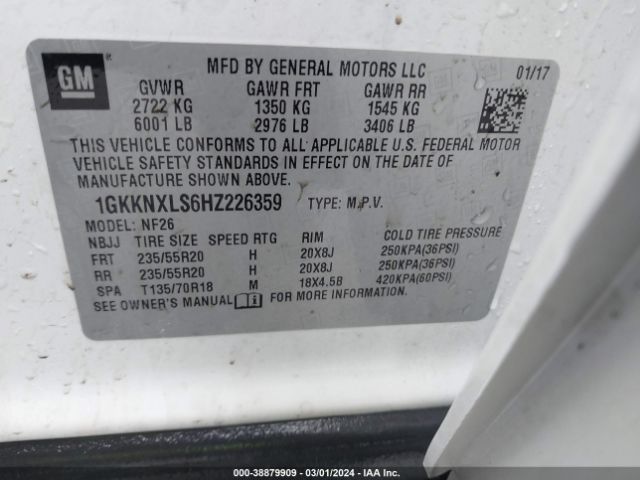 GM
MFD BY GENERAL MOTORS LLC 01/17
GVWR GAWR FRT GAWR RR
2722 KG 1350 KG 1545 KG
6001 LB 2976 LB 3406 LB
THIS VEHICLE CONFORMS TO ALL APPLICABLE U.S. FEDERAL MOTOR
VEHICLE SAFETY STANDARDS IN EFFECT ON THE DATE OF
MANUFACTURE SHOWN ABOVE.
1GKKNXLS6HZ226359 TYPE: M.P.V.
MODEL: NF26
NBJJ TIRE SIZE SPEED RTG RIM COLD TIRE PRESSURE
FRT 235/55R20 H 20X8J 250KPA(36PSI)
RR 235/55R20 H 20X8J 250KPA(36PSI)
SPA T135/70R18 M 18X4.5B 420KPA(60PSI)
SEE OWNER'S MANUAL FOR MORE INFORMATION.
000-38879909 - 03/01/2024 - IAA Inc.